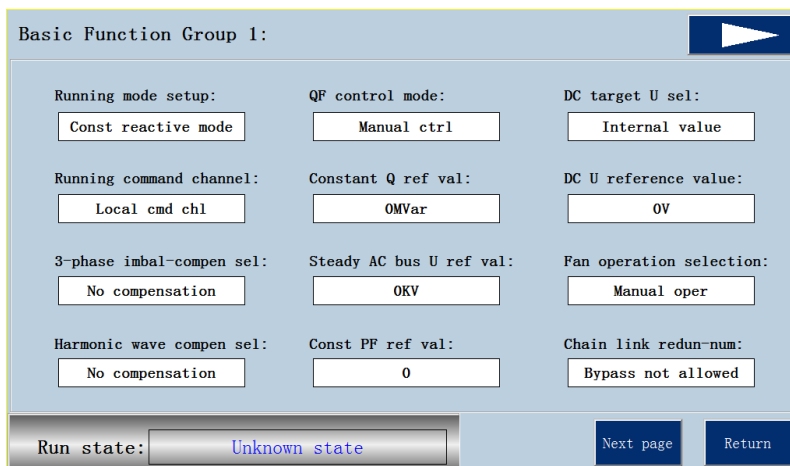 Basic Function Group 1:
Running mode setup: QF control mode: DC target U sel:
Const reactive mode Manual ctrl Internal value
Running command channel: Constant Q ref val: DC U reference value:
Local cmd chl 0MVar 0V
3-phase imbal-compen sel: Steady AC bus U ref val: Fan operation selection:
No compensation 0KV Manual oper
Harmonic wave compen sel: Const PF ref val: Chain link redun-num:
No compensation 0 Bypass not allowed
Run state: Unknown state Next page Return